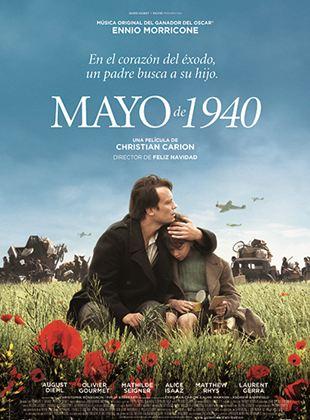 MÚSICA ORIGINAL DEL GANADOR DEL OSCAR®
ENNIO MORRICONE
En el corazón del éxodo,
un padre busca a su hijo.
MAYO de 1940
UNA PELÍCULA DE
CHRISTIAN CARION
DIRECTOR DE FELIZ NAVIDAD
AUGUST OLIVIER MATHILDE ALICE MATTHEW LAURENT
DIEHL GOURMET SEIGNER ISAAZ RHYS GERRA